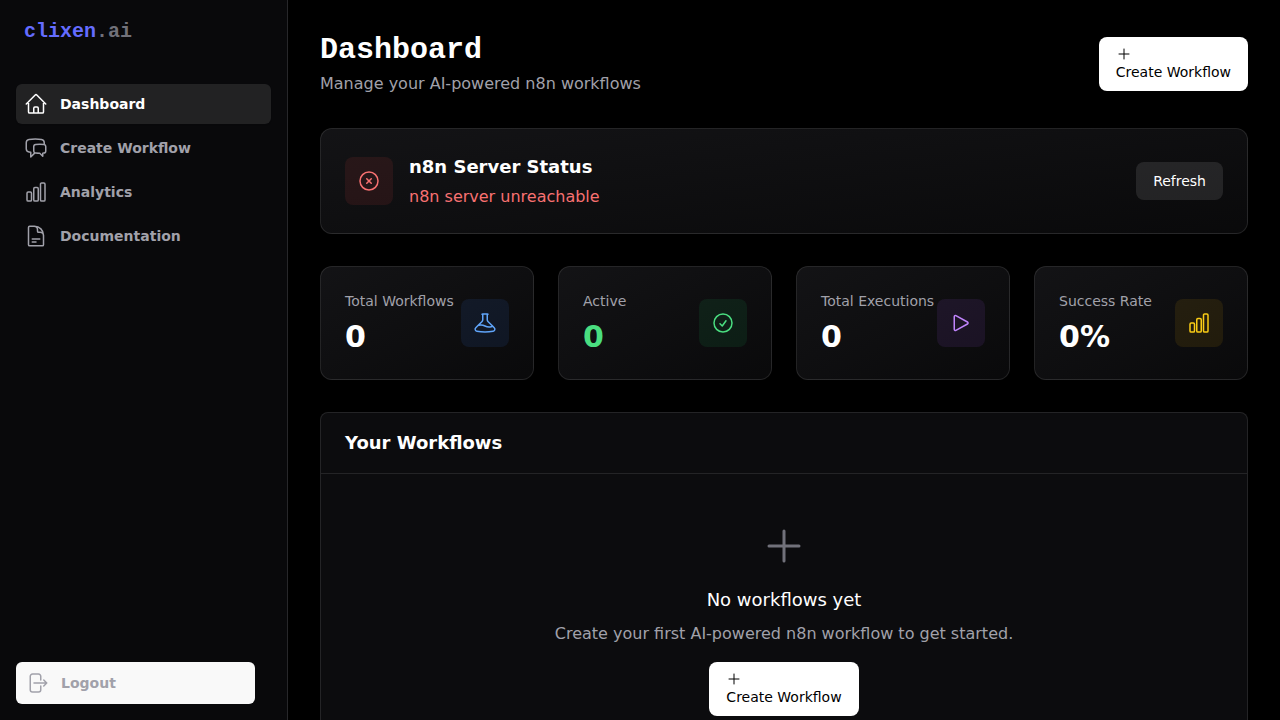 clixen.ai
Dashboard
Create Workflow
Analytics
Documentation
Logout
Dashboard
Manage your AI-powered n8n workflows
Create Workflow
n8n Server Status
n8n server unreachable
Refresh
Total Workflows
0
Active
0
Total Executions
0
Success Rate
0%
Your Workflows
No workflows yet
Create your first AI-powered n8n workflow to get started.
Create Workflow